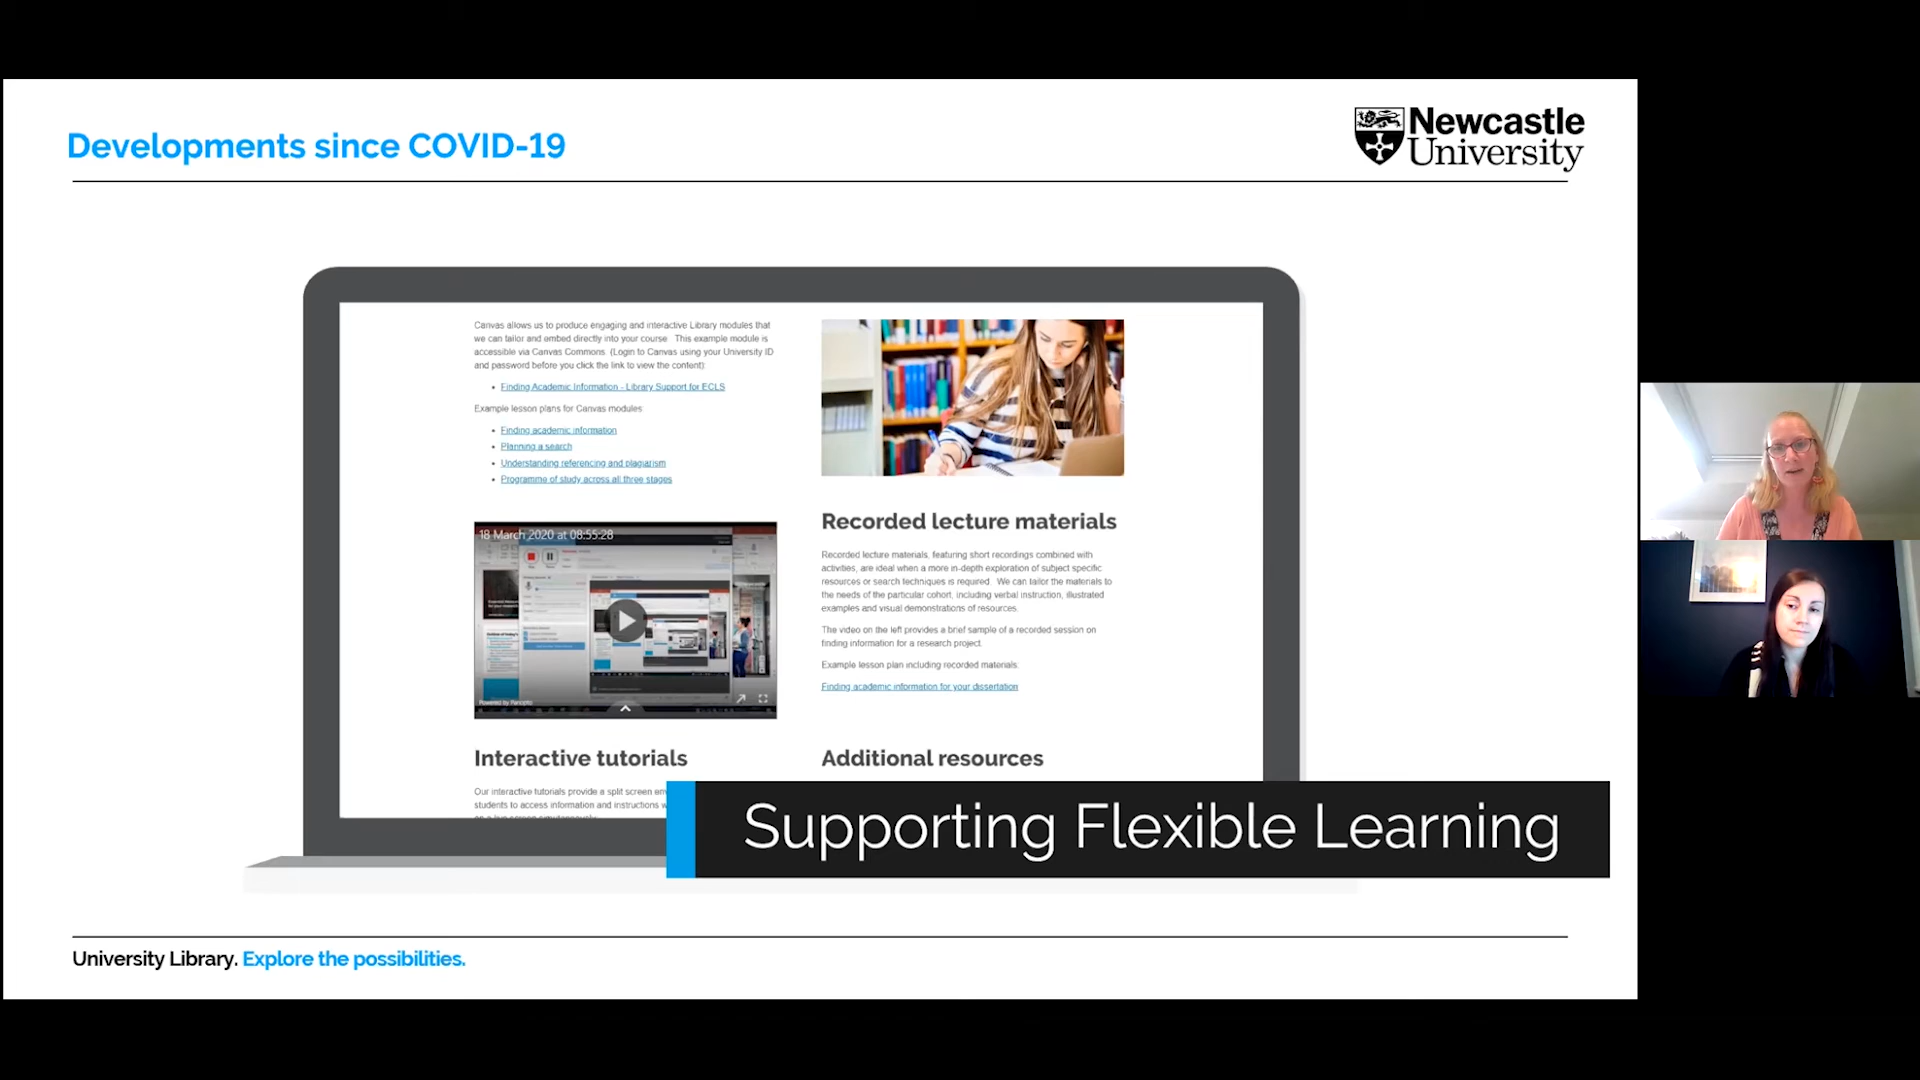 Developments since COVID-19
Newcastle
University
Canvas allows us to produce engaging and interactive Library modules that
we can tailor and embed directly into your course. This example module is
accessible via Canvas Commons. (Login to Canvas using your University ID
and password before you click the link to view the content):
Finding Academic Information - Library Support for ECLS
Example lesson plans for Canvas modules:
Finding academic information
Planning a search
Understanding referencing and plagiarism
Programme of study across all three stages
18 March 2020 at 08:55:28
Powered by Panopto
Recorded lecture materials
Recorded lecture materials, featuring short recordings combined with
activities, are ideal when a more in-depth exploration of subject specific
resources or search techniques is required. We can tailor the materials to
the needs of the particular cohort, including verbal instruction, illustrated
examples and visual demonstrations of resources.
The video on the left provides a brief sample of a recorded session on
finding information for a research project.
Example lesson plan including recorded materials:
Finding academic information for your dissertation
Interactive tutorials
Our interactive tutorials provide a split screen
students to access information and instructions
Additional resources
Supporting Flexible Learning
University Library. Explore the possibilities.